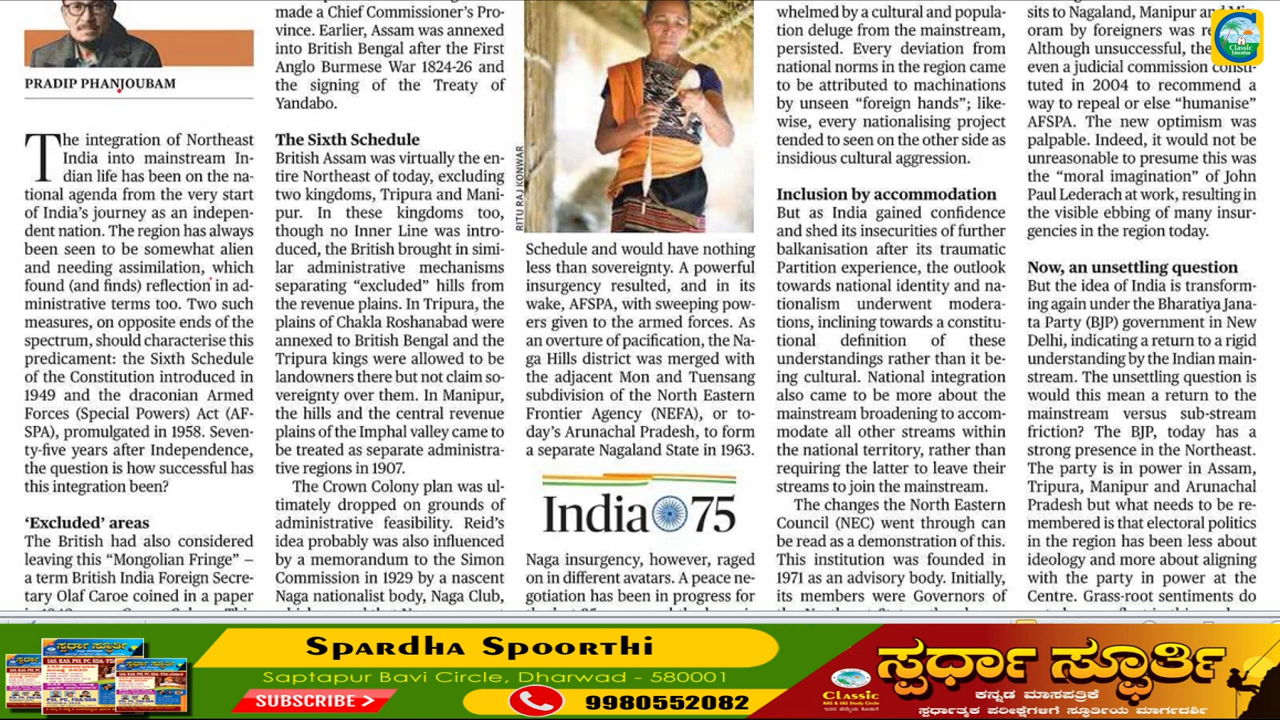 PRADIP PHANJOUBAM
The integration of Northeast
India into mainstream In-
dian life has been on the na-
tional agenda from the very start
of India's journey as an indepen-
dent nation. The region has always
been seen to be somewhat alien
and needing assimilation, which
found (and finds) reflection in ad-
ministrative terms too. Two such
measures, on opposite ends of the
spectrum, should characterise this
predicament: the Sixth Schedule
of the Constitution introduced in
1949 and the draconian Armed
Forces (Special Powers) Act (AF-
SPA), promulgated in 1958. Seven-
ty-five years after Independence,
the question is how successful has
this integration been?
'Excluded' areas
The British had also considered
leaving this “Mongolian Fringe” –
a term British India Foreign Secre-
tary Olaf Caroe coined in a paper
made a Chief Commissioner's Pro-
vince. Earlier, Assam was annexed
into British Bengal after the First
Anglo Burmese War 1824-26 and
the signing of the Treaty of
Yandabo.
The Sixth Schedule
British Assam was virtually the en-
tire Northeast of today, excluding
two kingdoms, Tripura and Mani-
pur. In these kingdoms too,
though no Inner Line was intro-
duced, the British brought in simi-
lar administrative mechanisms
separating “excluded” hills from
the revenue plains. In Tripura, the
plains of Chakla Roshanabad were
annexed to British Bengal and the
Tripura kings were allowed to be
landowners there but not claim so-
vereignty over them. In Manipur,
the hills and the central revenue
plains of the Imphal valley came to
be treated as separate administra-
tive regions in 1907.
The Crown Colony plan was ul-
timately dropped on grounds of
administrative feasibility. Reid's
idea probably was also influenced
by a memorandum to the Simon
Commission in 1929 by a nascent
Naga nationalist body, Naga Club,
RITU RAJ KONWAR
Schedule and would have nothing
less than sovereignty. A powerful
insurgency resulted, and in its
wake, AFSPA, with sweeping pow-
ers given to the armed forces. As
an overture of pacification, the Na-
ga Hills district was merged with
the adjacent Mon and Tuensang
subdivision of the North Eastern
Frontier Agency (NEFA), or to-
day's Arunachal Pradesh, to form
a separate Nagaland State in 1963.
India 75
Naga insurgency, however, raged
on in different avatars. A peace ne-
gotiation has been in progress for
whelmed by a cultural and popula-
tion deluge from the mainstream,
persisted. Every deviation from
national norms in the region came
to be attributed to machinations
by unseen “foreign hands”; like-
wise, every nationalising project
tended to seen on the other side as
insidious cultural aggression.
Inclusion by accommodation
But as India gained confidence
and shed its insecurities of further
balkanisation after its traumatic
Partition experience, the outlook
towards national identity and na-
tionalism underwent modera-
tions, inclining towards a constitu-
tional definition of these
understandings rather than it be-
ing cultural. National integration
also came to be more about the
mainstream broadening to accom-
modate all other streams within
the national territory, rather than
requiring the latter to leave their
streams to join the mainstream.
The changes the North Eastern
Council (NEC) went through can
be read as a demonstration of this.
This institution was founded in
1971 as an advisory body. Initially,
its members were Governors of
sits to Nagaland, Manipur and
oram by foreigners was
Although unsuccessful,
even a judicial commission consti-
tuted in 2004 to recommend a
way to repeal or else “humanise”
AFSPA. The new optimism was
palpable. Indeed, it would not be
unreasonable to presume this was
the “moral imagination” of John
Paul Lederach at work, resulting in
the visible ebbing of many insur-
gencies in the region today.
Now, an unsettling question
But the idea of India is transform-
ing again under the Bharatiya Jana-
ta Party (BJP) government in New
Delhi, indicating a return to a rigid
understanding by the Indian main-
stream. The unsettling question is
would this mean a return to the
mainstream versus sub-stream
friction? The BJP, today has a
strong presence in the Northeast.
The party is in power in Assam,
Tripura, Manipur and Arunachal
Pradesh but what needs to be re-
membered is that electoral politics
in the region has been less about
ideology and more about aligning
with the party in power at the
Centre. Grass-root sentiments do
Classic
Education
Spardha Spoorthi
Saptapur Bavi Circle, Dharwad - 580001
SUBSCRIBE
9980552082
Classic
ಸ್ಪರ್ಧಾ ಸ್ಫೂರ್ತಿ
ಕನ್ನಡ ಮಾಸಪತ್ರಿಕೆ
ಸ್ಪರ್ಧಾತ್ಮಕ ಪರೀಕ್ಷೆಗಳಿಗೆ ಸ್ಫೂರ್ತಿಯ ಮಾರ್ಗದರ್ಶಿ